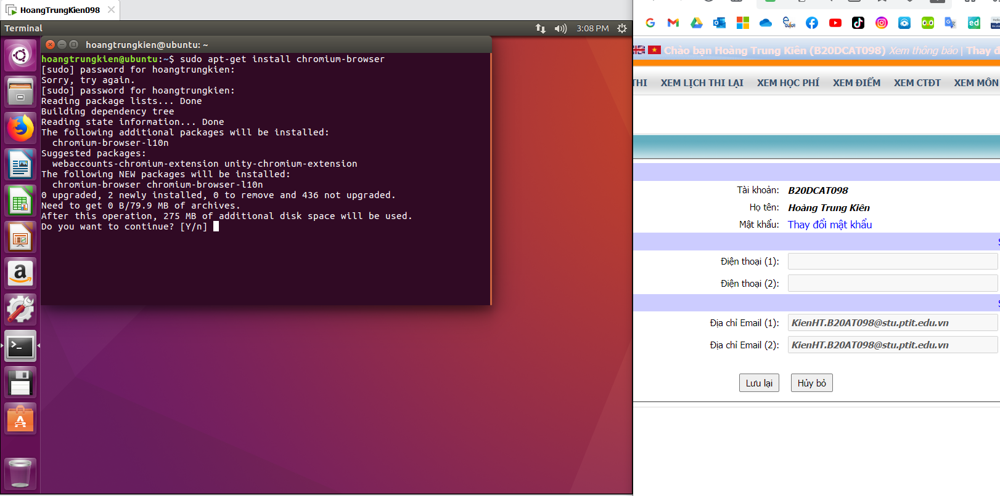 HoangTrungKien098
Terminal
3:08 PM
hoangtrungkien@ubuntu: ~
hoangtrungkien@ubuntu:~$ sudo apt-get install chromium-browser
[sudo] password for hoangtrungkien:
Sorry, try again.
[sudo] password for hoangtrungkien:
Reading package lists... Done
Building dependency tree
Reading state information... Done
The following additional packages will be installed:
chromium-browser-l10n
Suggested packages:
webaccounts-chromium-extension unity-chromium-extension
The following NEW packages will be installed:
chromium-browser chromium-browser-l10n
0 upgraded, 2 newly installed, 0 to remove and 436 not upgraded.
Need to get 0 B/79.9 MB of archives.
After this operation, 275 MB of additional disk space will be used.
Do you want to continue? [Y/n]
Chào bạn Hoàng Trung Kiên (B20DCAT098) Xem thông báo | Thay đ
THI XEM LỊCH THI LẠI XEM HỌC PHÍ XEM ĐIỂM XEM CTĐT XEM MÔN
Tài khoản: B20DCAT098
Họ tên: Hoàng Trung Kiên
Mật khẩu: Thay đổi mật khẩu
Điện thoại (1):
Điện thoại (2):
Địa chỉ Email (1): KienHT.B20AT098@stu.ptit.edu.vn
Địa chỉ Email (2): KienHT.B20AT098@stu.ptit.edu.vn
Lưu lại Hủy bỏ